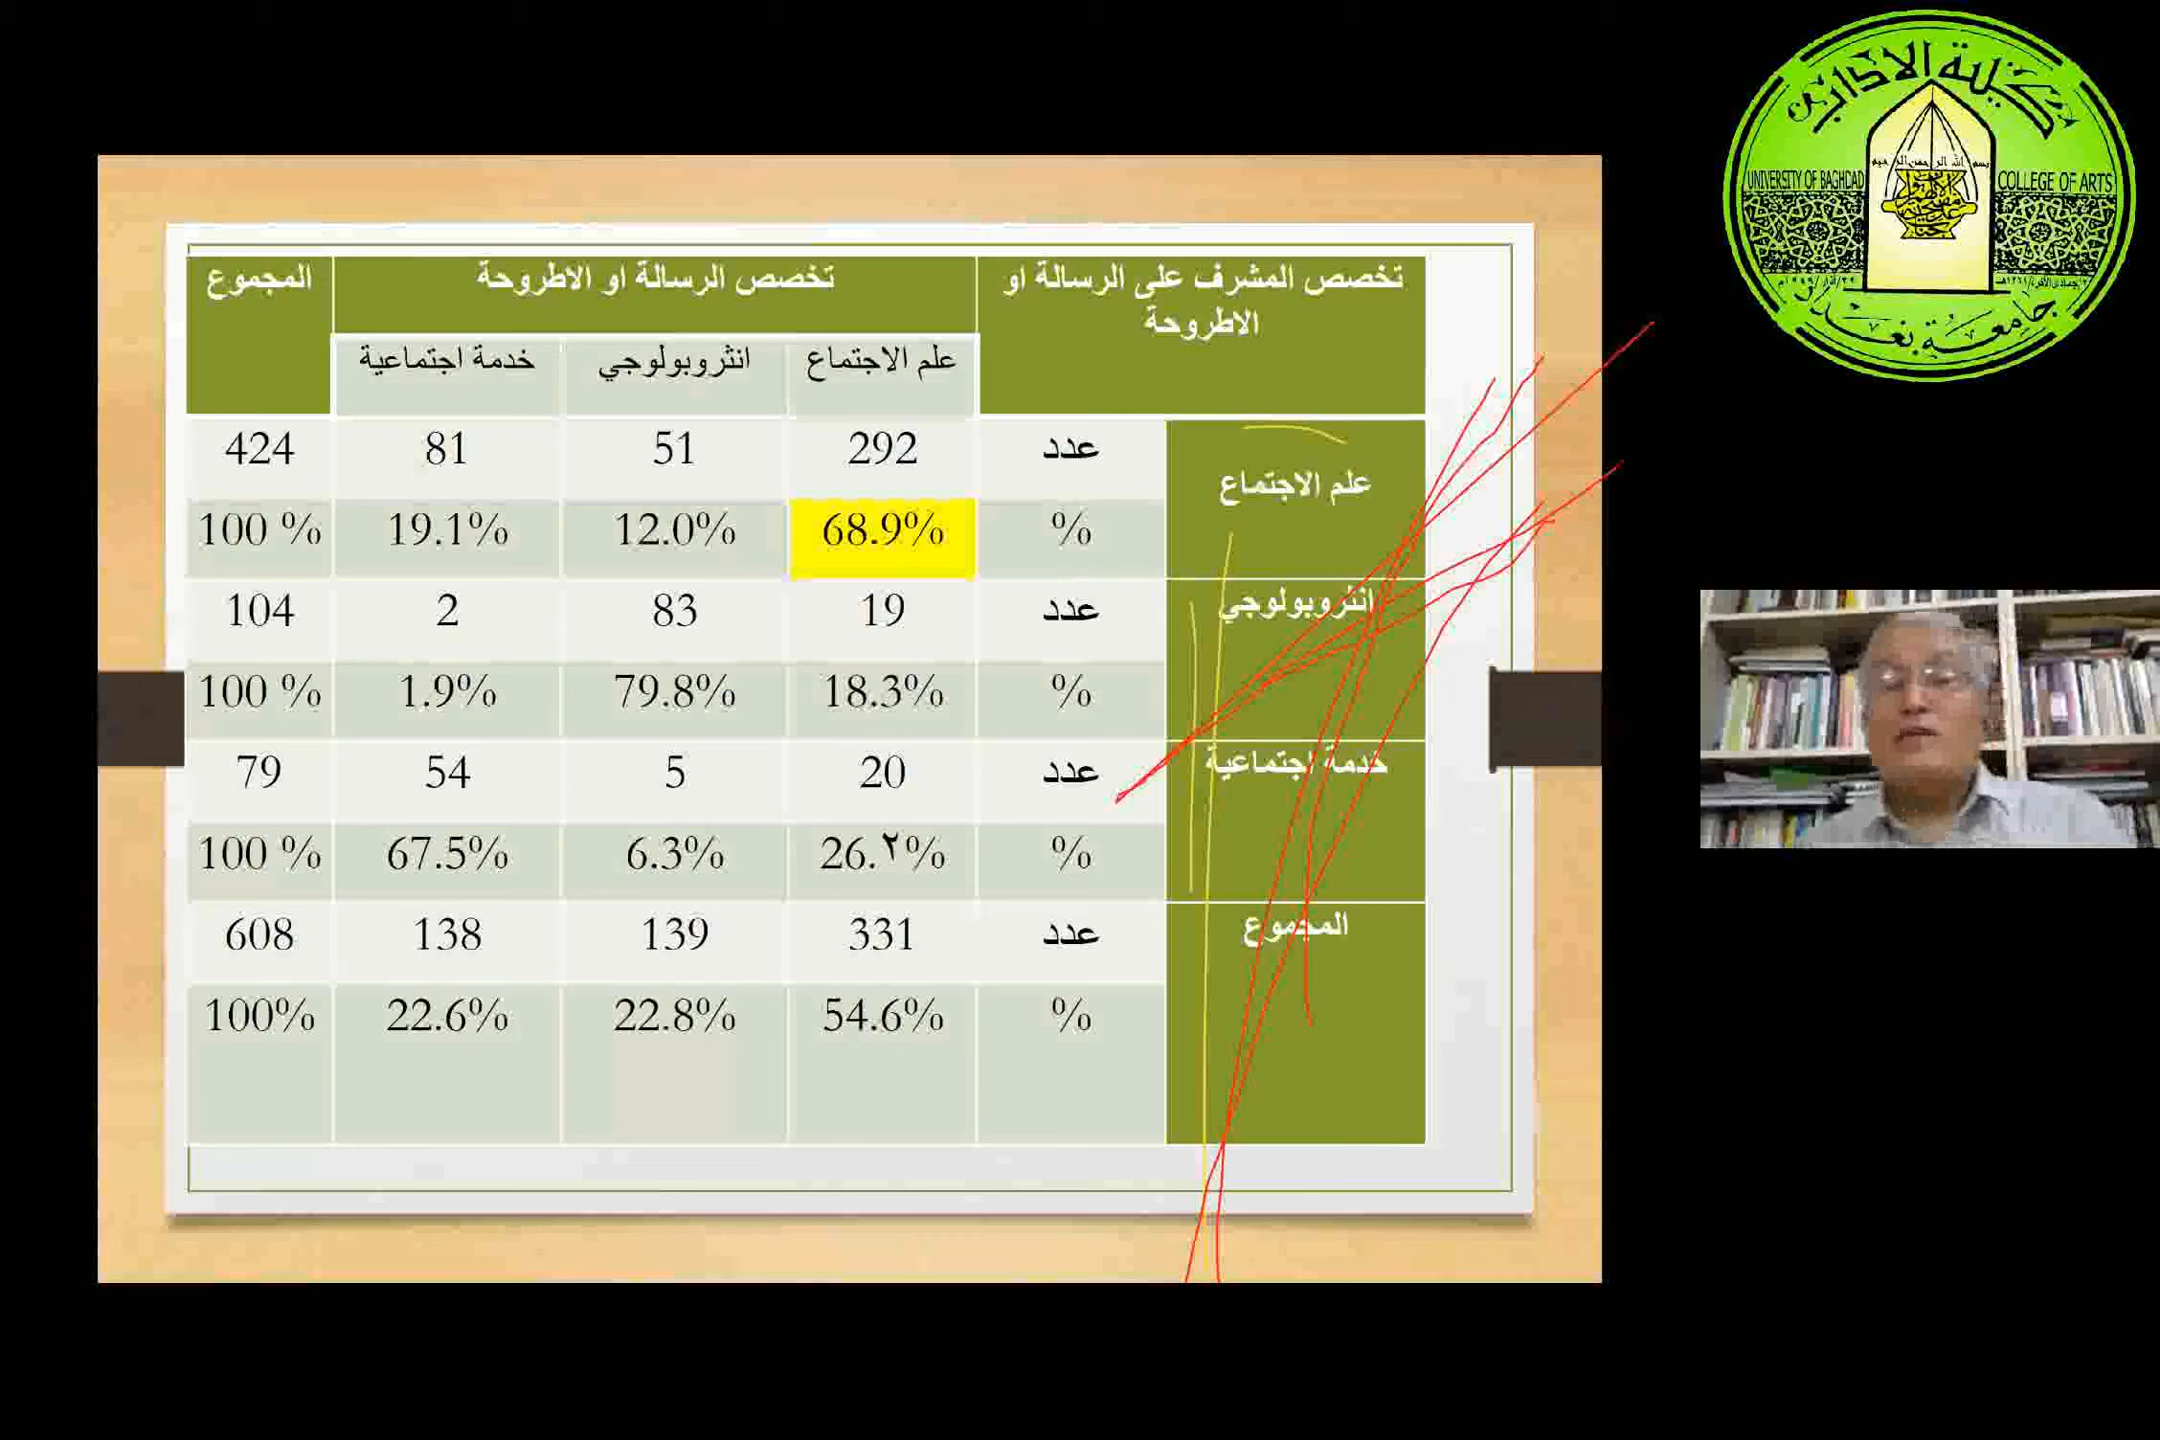 كلية الاداب
بسم الله الرحمن الرحيم
UNIVERSITY OF BAGHDAD
COLLEGE OF ARTS
جامعة بغداد
تخصص المشرف على الرسالة او الاطروحة تخصص الرسالة او الاطروحة المجموع
علم الاجتماع انثروبولوجي خدمة اجتماعية
علم الاجتماع عدد 292 51 81 424
% 68.9% 12.0% 19.1% 100 %
انثروبولوجي عدد 19 83 2 104
% 18.3% 79.8% 1.9% 100 %
خدمة اجتماعية عدد 20 5 54 79
% 26.٢% 6.3% 67.5% 100 %
المجموع عدد 331 139 138 608
% 54.6% 22.8% 22.6% 100%